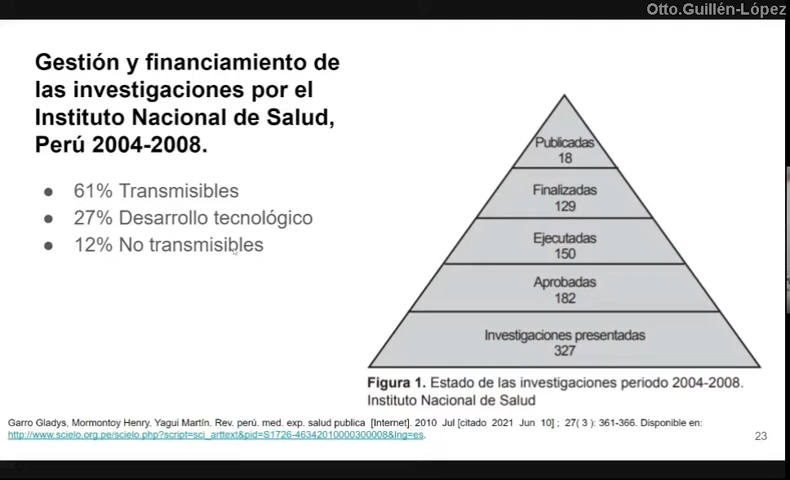 Otto.Guillén-López
Gestión y financiamiento de
las investigaciones por el
Instituto Nacional de Salud,
Perú 2004-2008.
● 61% Transmisibles
● 27% Desarrollo tecnológico
● 12% No transmisibles
Publicadas
18
Finalizadas
129
Ejecutadas
150
Aprobadas
182
Investigaciones presentadas
327
Figura 1. Estado de las investigaciones periodo 2004-2008.
Instituto Nacional de Salud
Garro Gladys, Mormontoy Henry, Yagui Martín. Rev. perú. med. exp. salud publica [Internet]. 2010 Jul [citado 2021 Jun 10] ; 27( 3 ): 361-366. Disponible en:
http://www.scielo.org.pe/scielo.php?script=sci_arttext&pid=S1726-46342010000300008&lng=es.
23